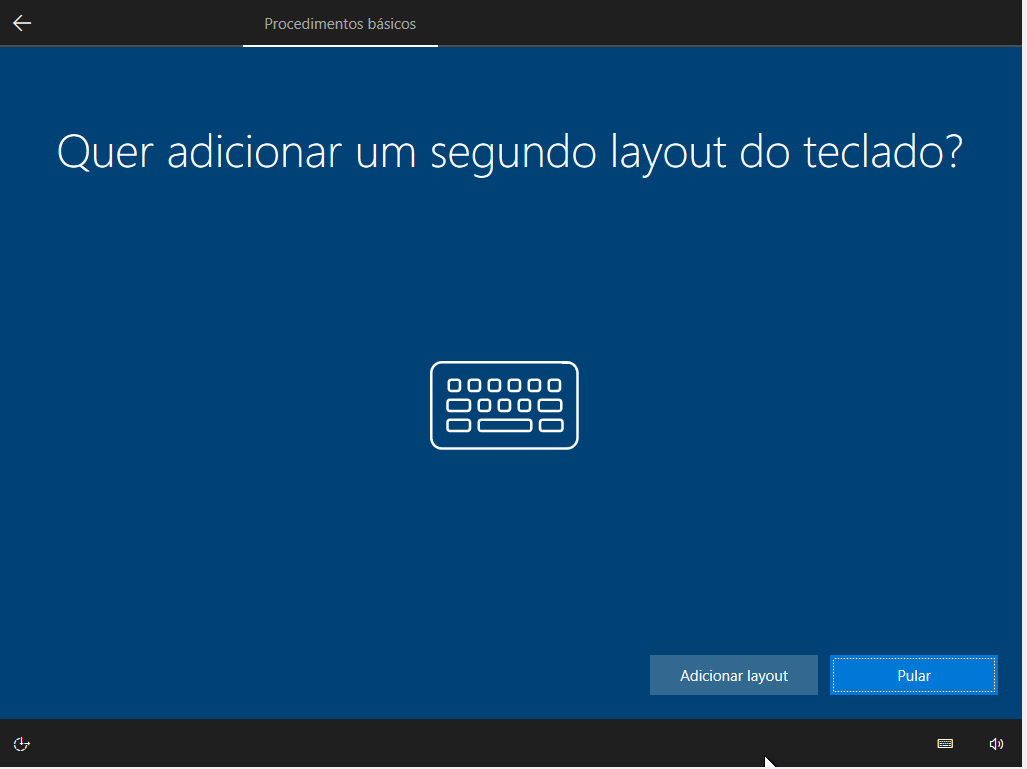 Procedimentos básicos
Quer adicionar um segundo layout do teclado?
Adicionar layout
Pular